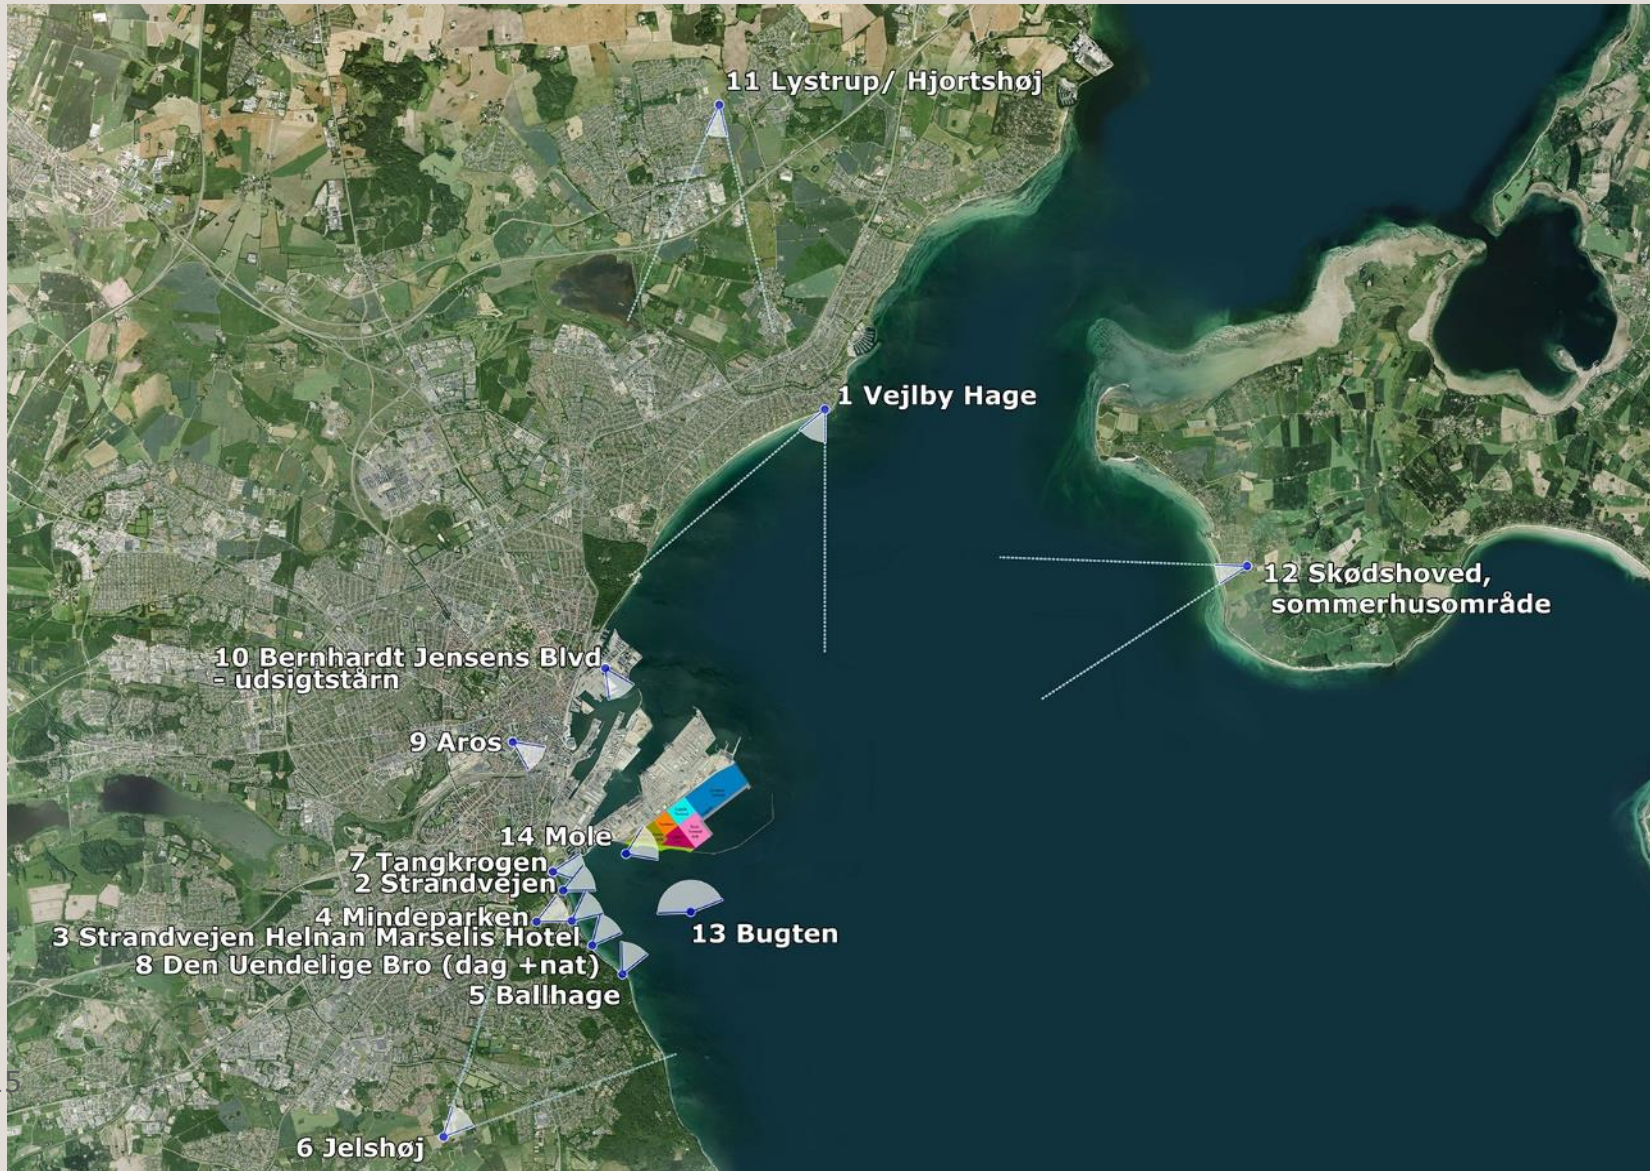 11 Lystrup/ Hjortshøj
1 Vejlby Hage
12 Skødshoved,
sommerhusområde
10 Bernhardt Jensens Blvd
- udsigtstårn
9 Aros
14 Mole
7 Tangkrogen
2 Strandvejen
4 Mindeparken
3 Strandvejen Helnan Marselis Hotel
13 Bugten
8 Den Uendelige Bro (dag +nat)
5 Ballhage
6 Jelshøj